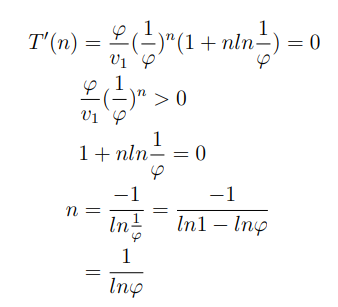 T′(n) = φ/v₁ (1/φ)ⁿ (1 + nln 1/φ) = 0
φ/v₁ (1/φ)ⁿ > 0
1 + nln 1/φ = 0
n = −1/ln 1/φ = −1/ln1 − lnφ
= 1/lnφ